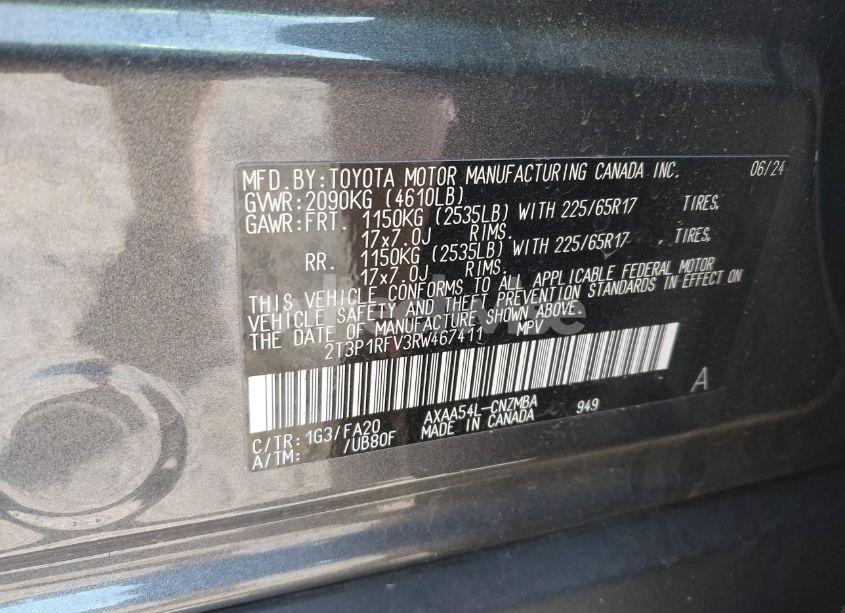 MFD.BY:TOYOTA MOTOR MANUFACTURING CANADA INC. 06/24
GVWR:2090KG (4610LB)
GAWR:FRT. 1150KG (2535LB) WITH 225/65R17 TIRES,
17x7.0J RIMS,
RR. 1150KG (2535LB) WITH 225/65R17 TIRES,
17x7.0J RIMS.
THIS VEHICLE CONFORMS TO ALL APPLICABLE FEDERAL MOTOR
VEHICLE SAFETY AND THEFT PREVENTION STANDARDS IN EFFECT ON
THE DATE OF MANUFACTURE SHOWN ABOVE.
2T3P1RFV3RW467411 MPV
A
C/TR:1G3/FA20 AXAA54L-CNZMBA 949
A/TM: /UB80F MADE IN CANADA